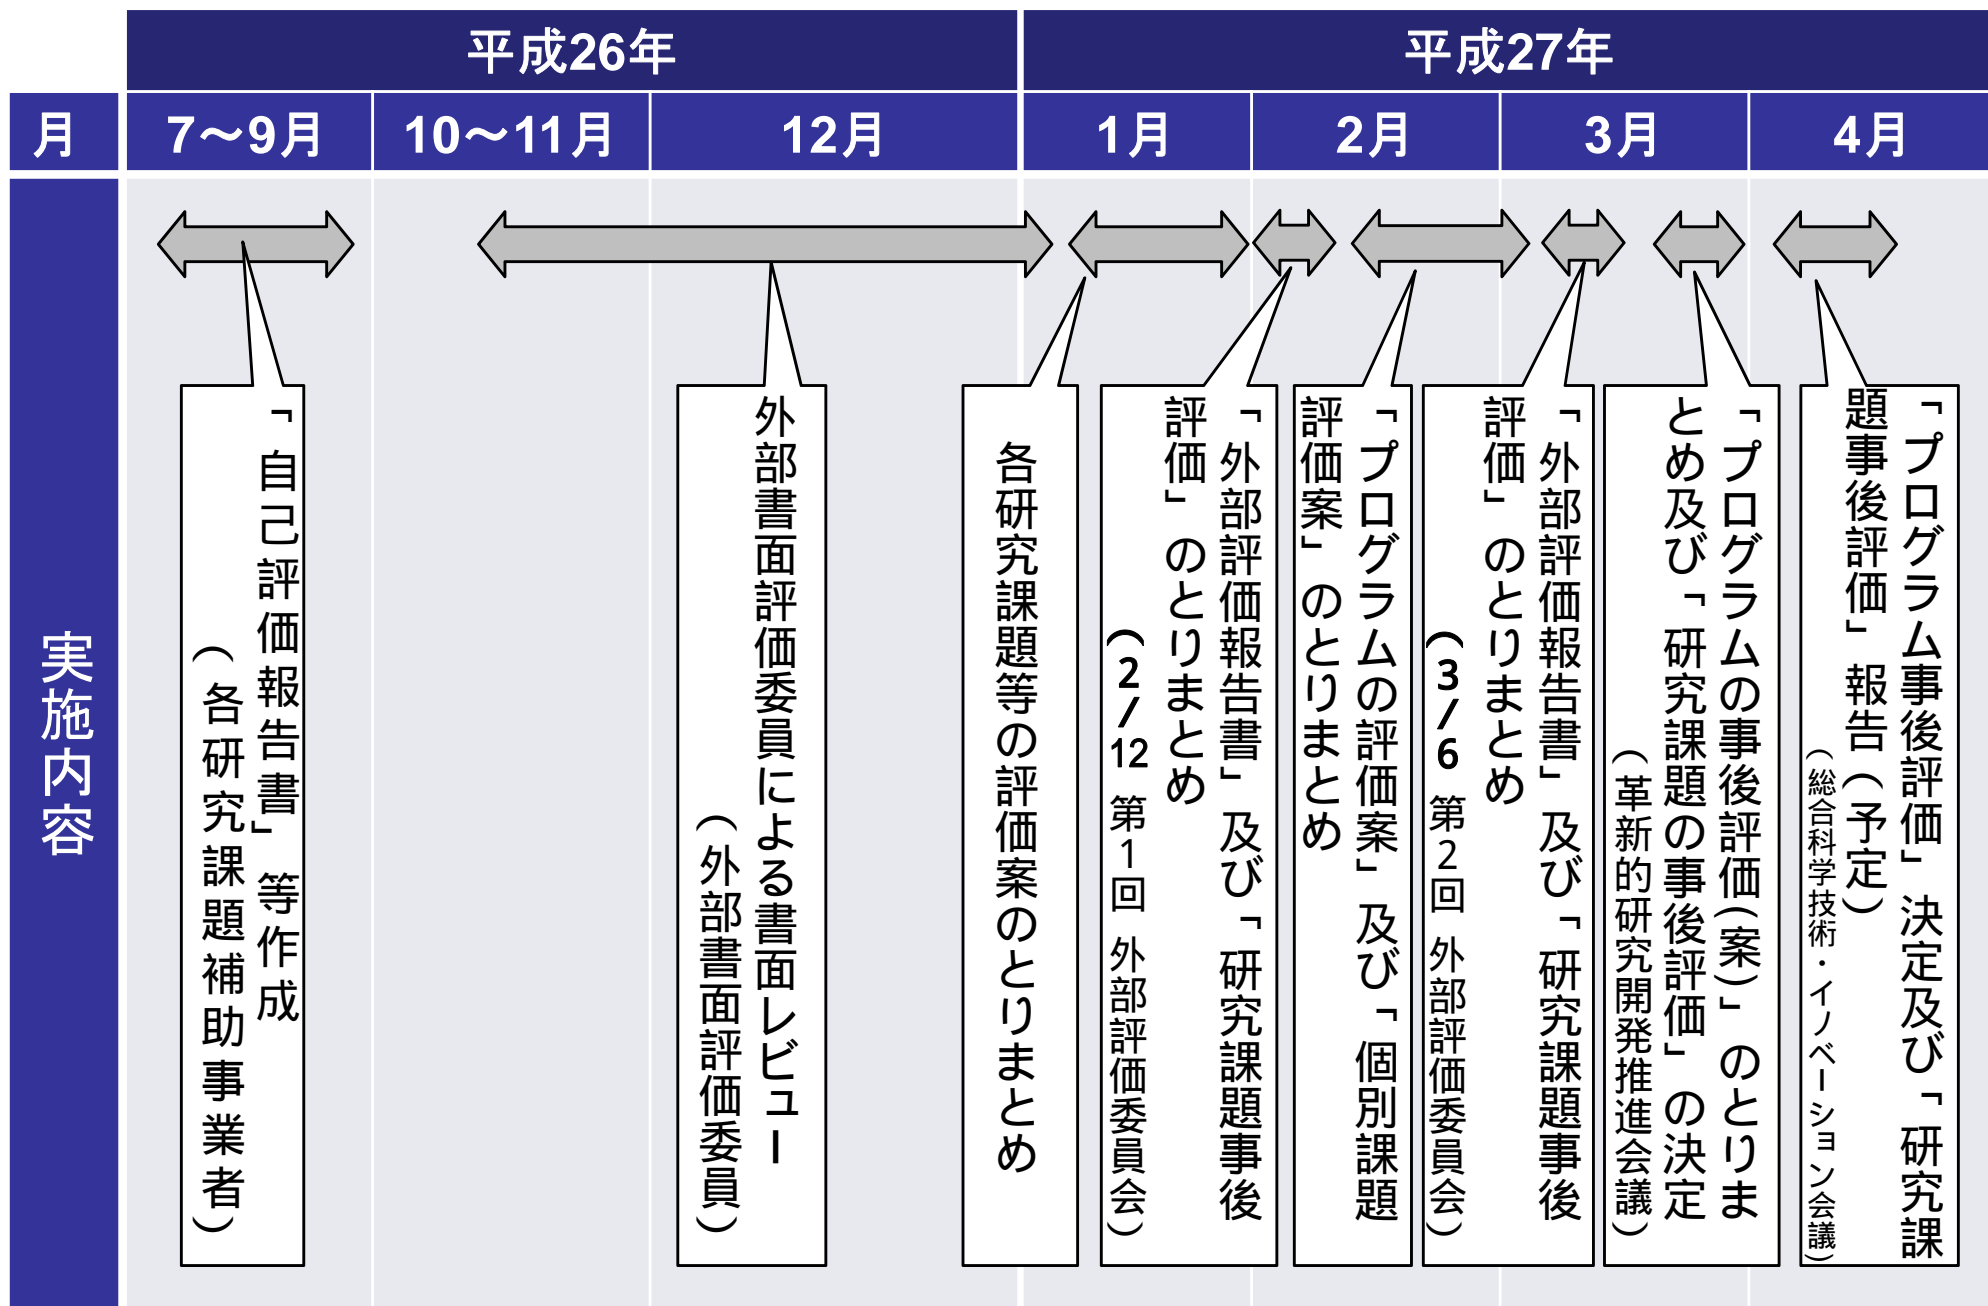 平成26年
平成27年
月
7～9月
10～11月
12月
1月
2月
3月
4月
実施内容
「自己評価報告書」等作成
（各研究課題補助事業者）
外部書面評価委員による書面レビュー
（外部書面評価委員）
各研究課題等の評価案のとりまとめ
「外部評価報告書」及び「研究課題事後
評価」のとりまとめ
（2/12 第1回 外部評価委員会）
「プログラムの評価案」及び「個別課題
評価案」のとりまとめ
「外部評価報告書」及び「研究課題事後
評価」のとりまとめ
（3/6 第2回 外部評価委員会）
「プログラムの事後評価(案)」のとりま
とめ及び「研究課題の事後評価」の決定
（革新的研究開発推進会議）
「プログラム事後評価」決定及び「研究課
題事後評価」報告（予定）
（総合科学技術・イノベーション会議）